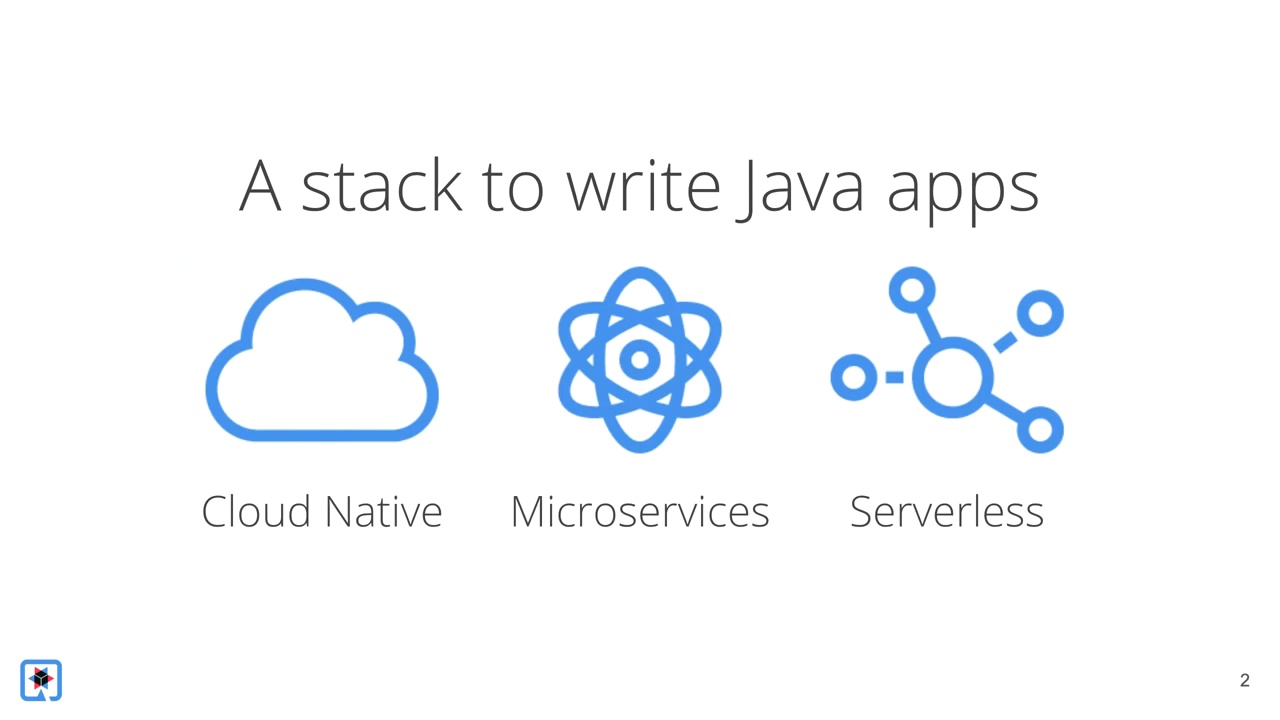 A stack to write Java apps
Cloud Native
Microservices
Serverless
2